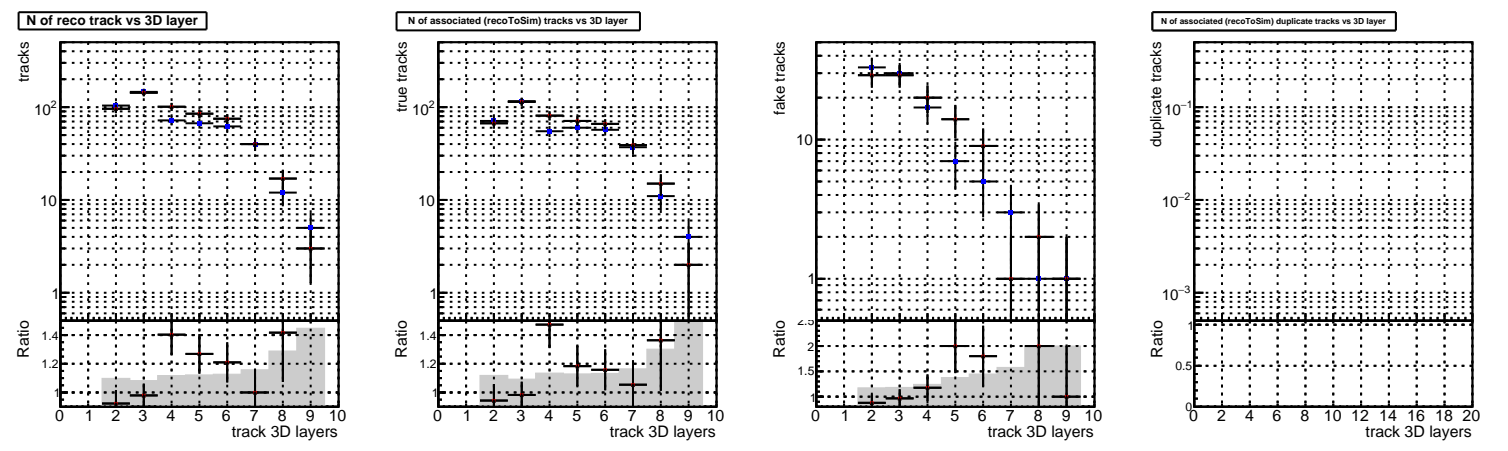 N of reco track vs 3D layer
tracks
10²
10
1
Ratio
1.4
1.2
1
0 1 2 3 4 5 6 7 8 9 10
track 3D layers
N of associated (recoToSim) tracks vs 3D layer
true tracks
10²
10
1
Ratio
1.4
1.2
1
0 1 2 3 4 5 6 7 8 9 10
track 3D layers
fake tracks
10
1
Ratio
2.5
2
1.5
1
0 1 2 3 4 5 6 7 8 9 10
track 3D layers
N of associated (recoToSim) duplicate tracks vs 3D layer
duplicate tracks
10⁻¹
10⁻²
10⁻³
Ratio
1
0.5
0
0 2 4 6 8 10 12 14 16 18 20
track 3D layers